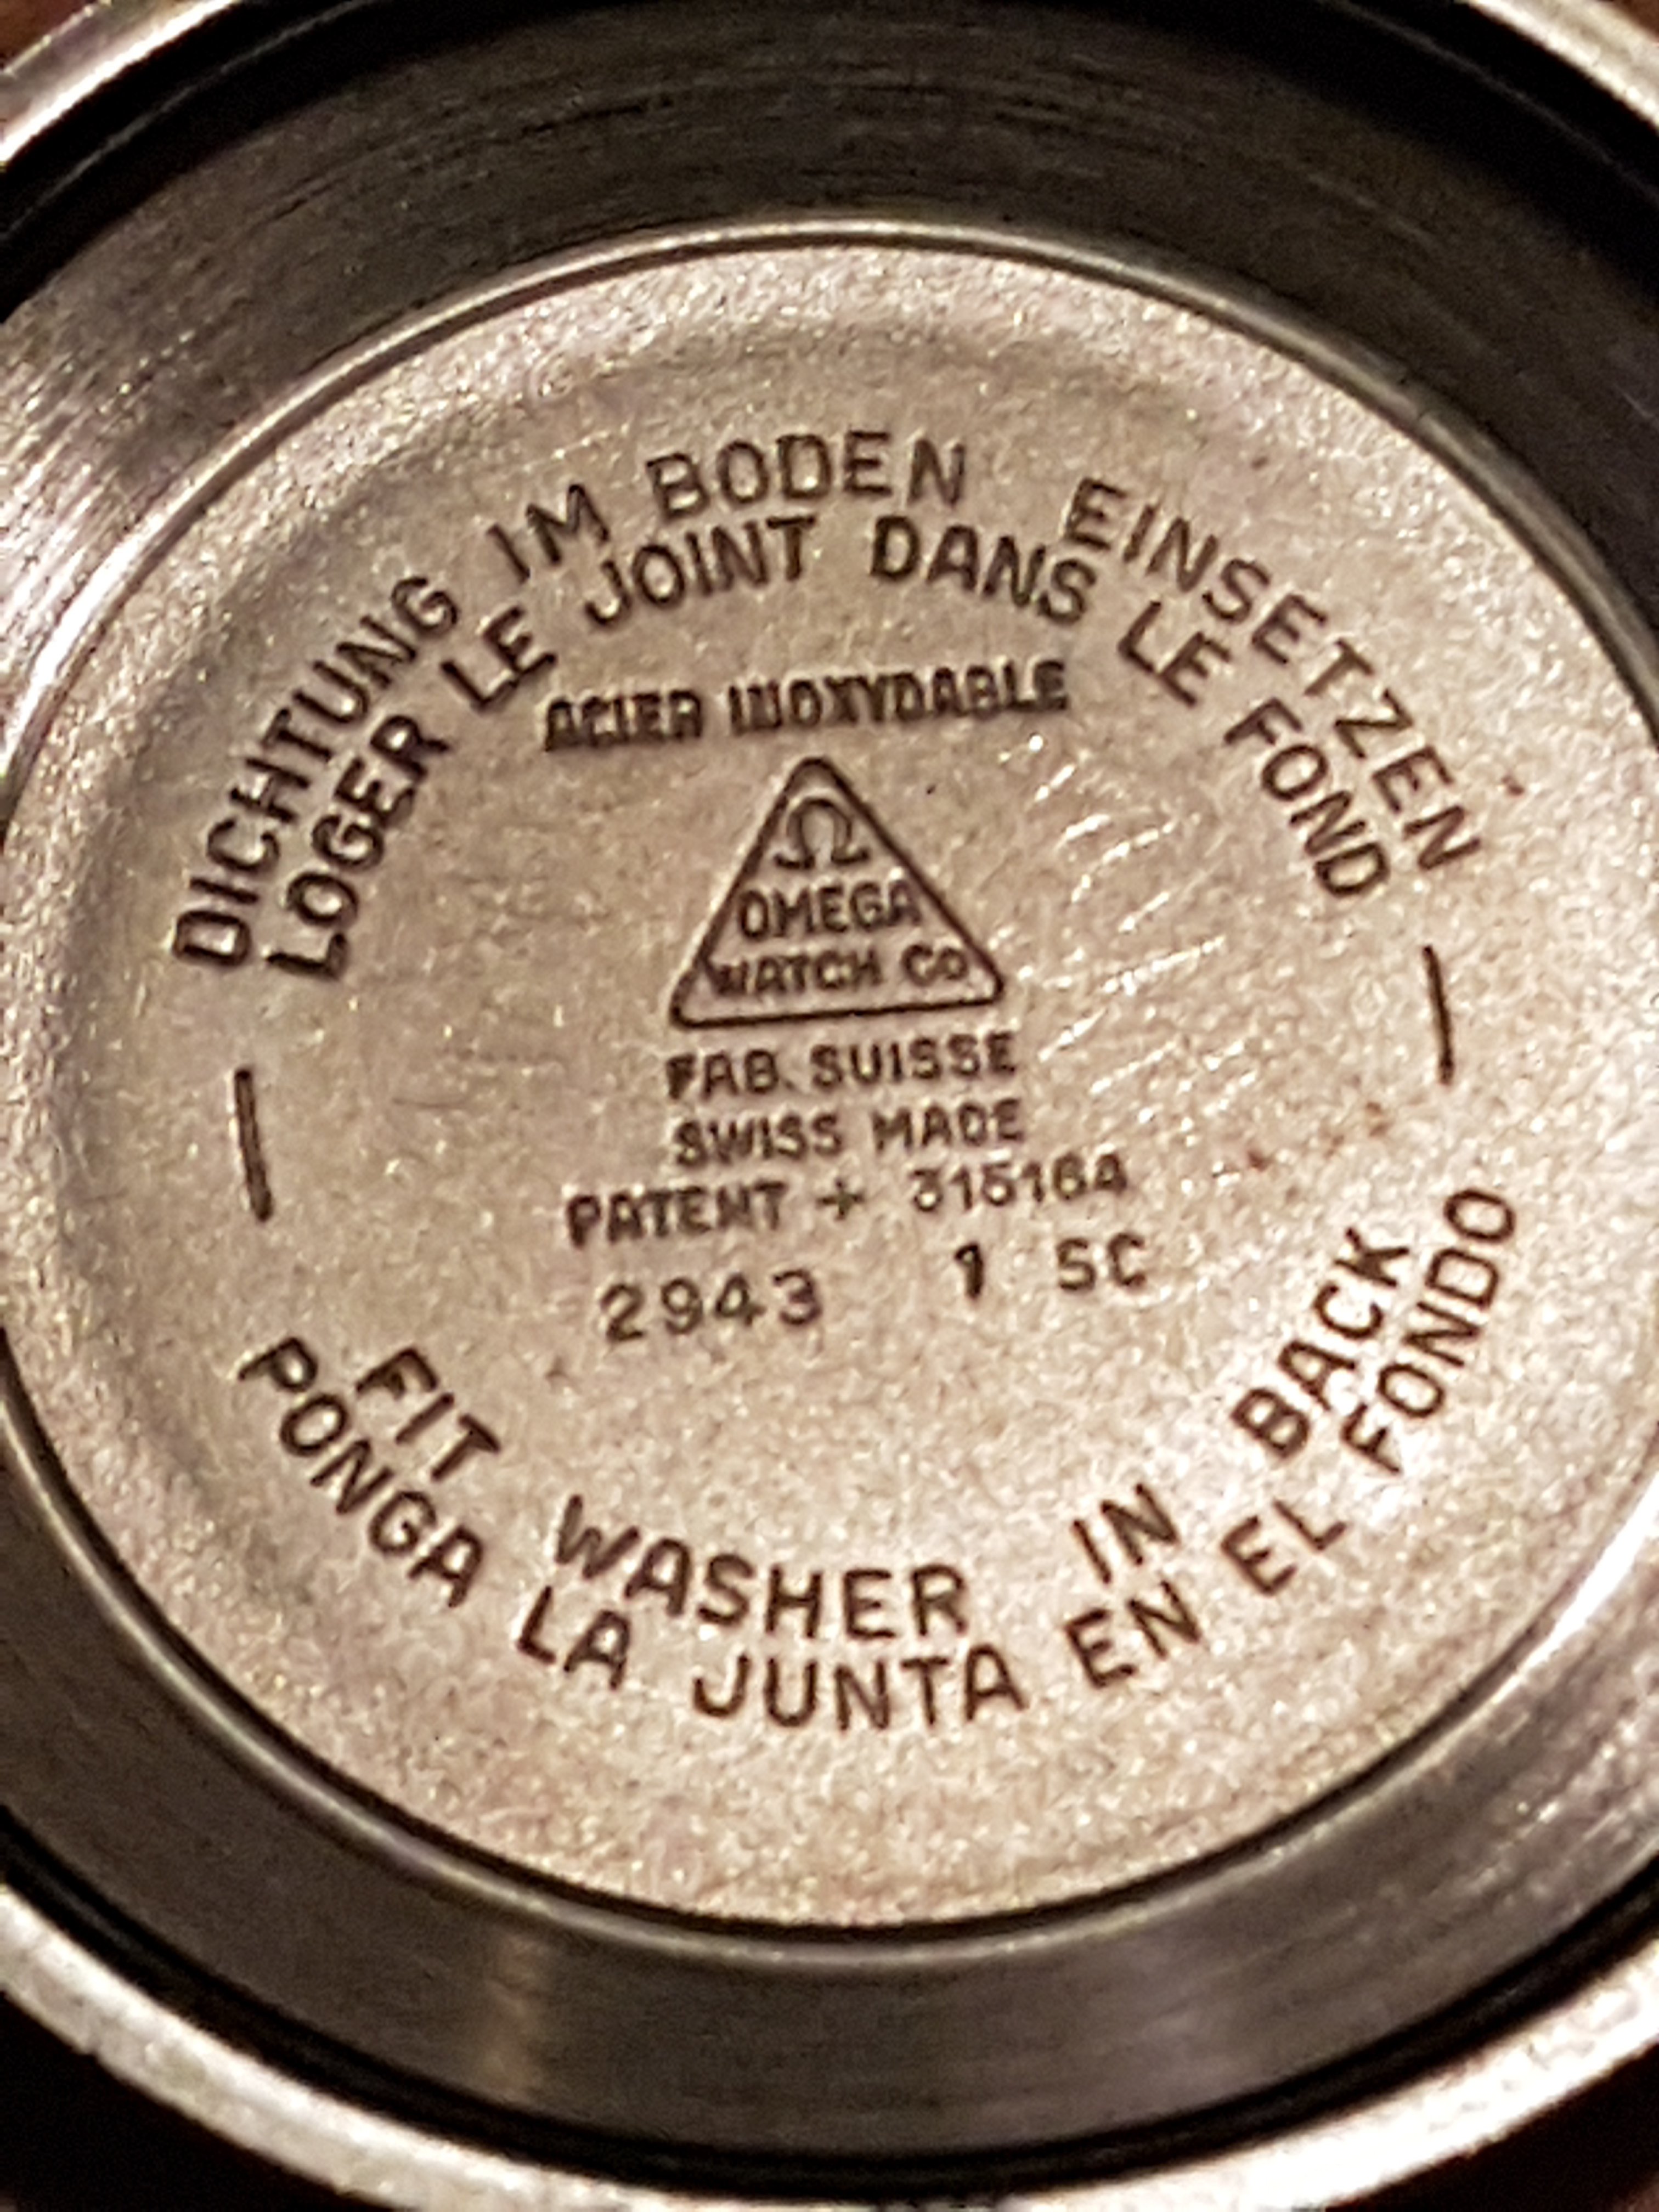 DICHTUNG IM BODEN EINSETZEN
LOGER LE JOINT DANS LE FOND
ACIER INOXYDABLE
Ω
OMEGA
WATCH Co
FAB. SUISSE
SWISS MADE
PATENT + 315164
2943 1 SC
FIT WASHER IN BACK
PONGA LA JUNTA EN EL FONDO